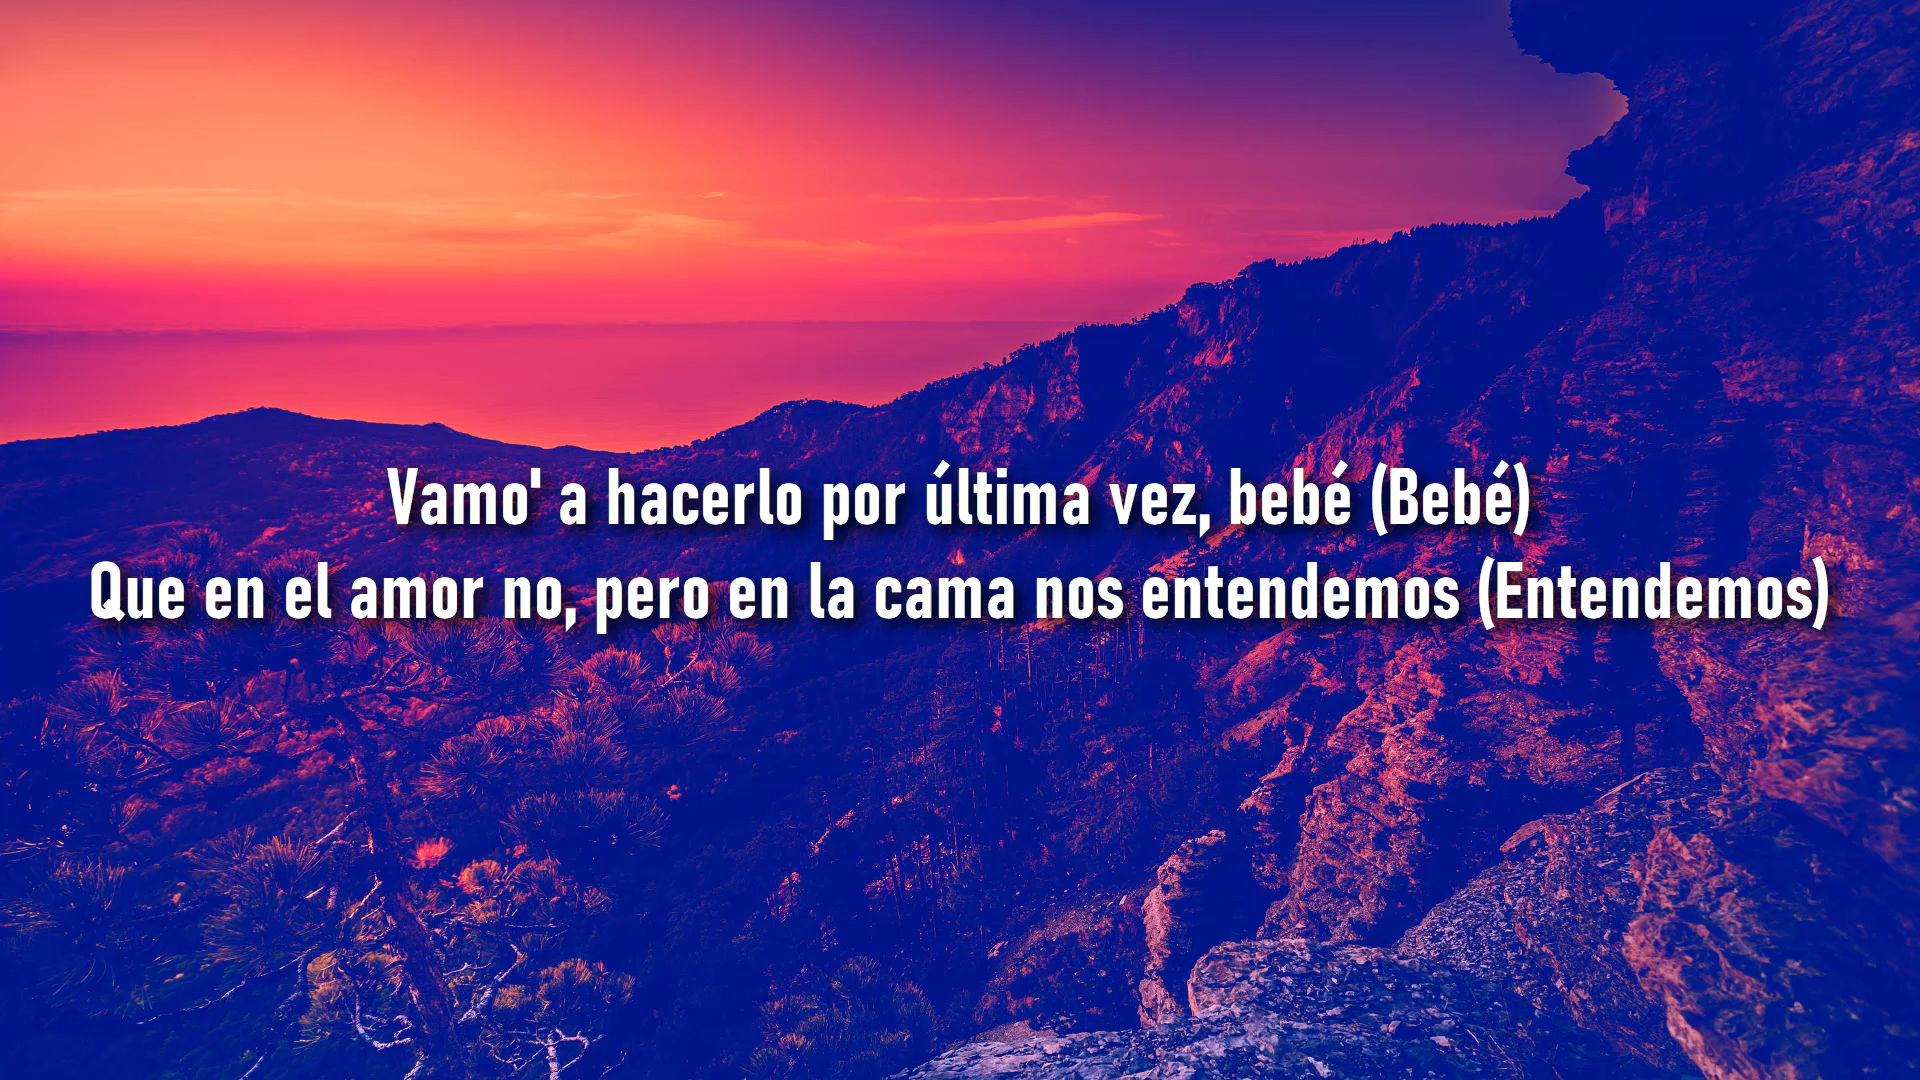 Vamo' a hacerlo por última vez, bebé (Bebé)
Que en el amor no, pero en la cama nos entendemos (Entendemos)